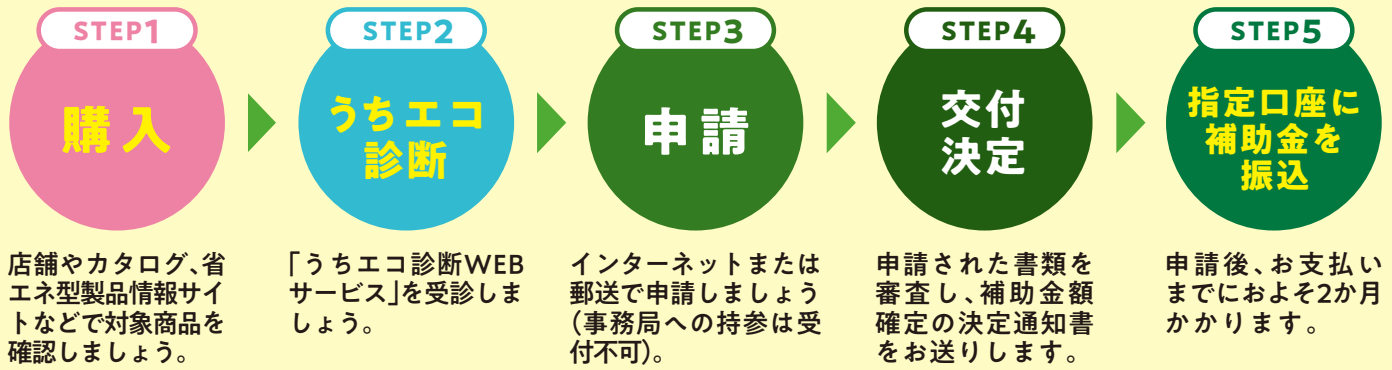 STEP1
購入
店舗やカタログ、省
エネ型製品情報サイ
トなどで対象商品を
確認しましょう。
STEP2
うちエコ
診断
「うちエコ診断WEB
サービス」を受診しま
しょう。
STEP3
申請
インターネットまたは
郵送で申請しましょう
(事務局への持参は受
付不可)。
STEP4
交付
決定
申請された書類を
審査し、補助金額
確定の決定通知書
をお送りします。
STEP5
指定口座に
補助金を
振込
申請後、お支払い
までにおよそ2か月
かかります。